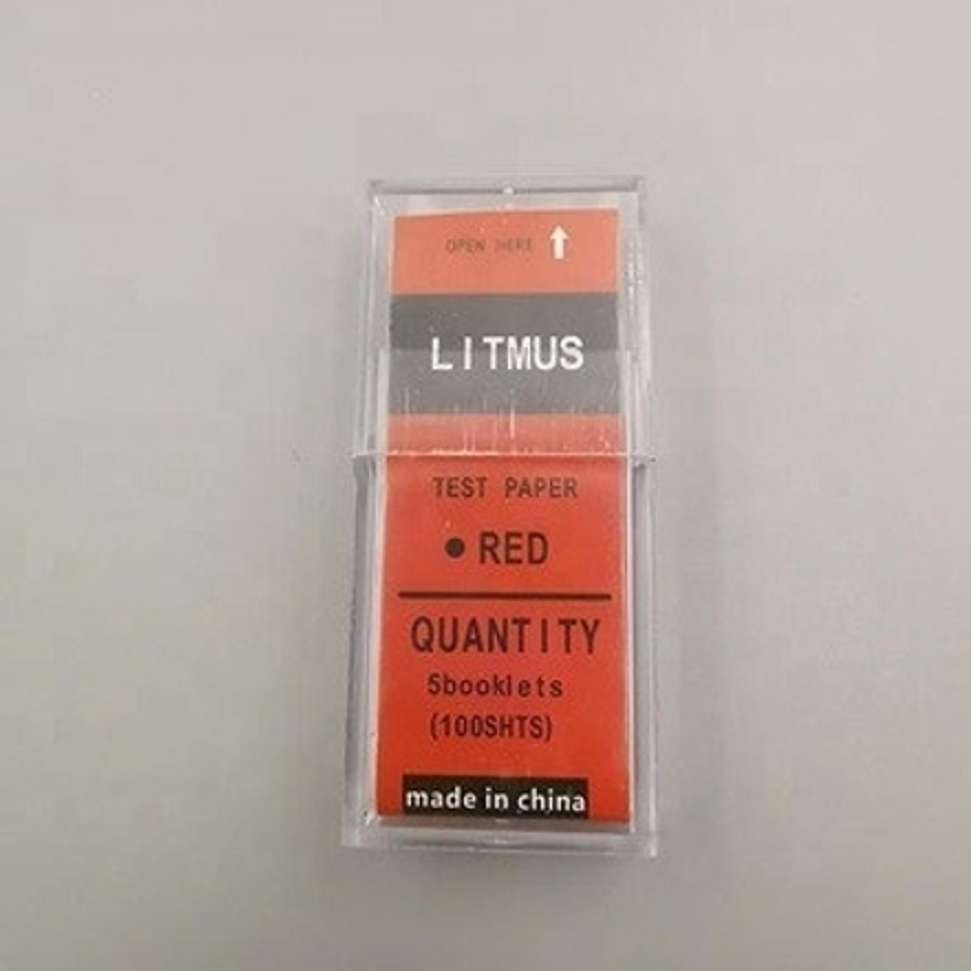 OPEN HERE ↑
LITMUS
TEST PAPER
● RED
QUANTITY
5booklets
(100SHTS)
made in china